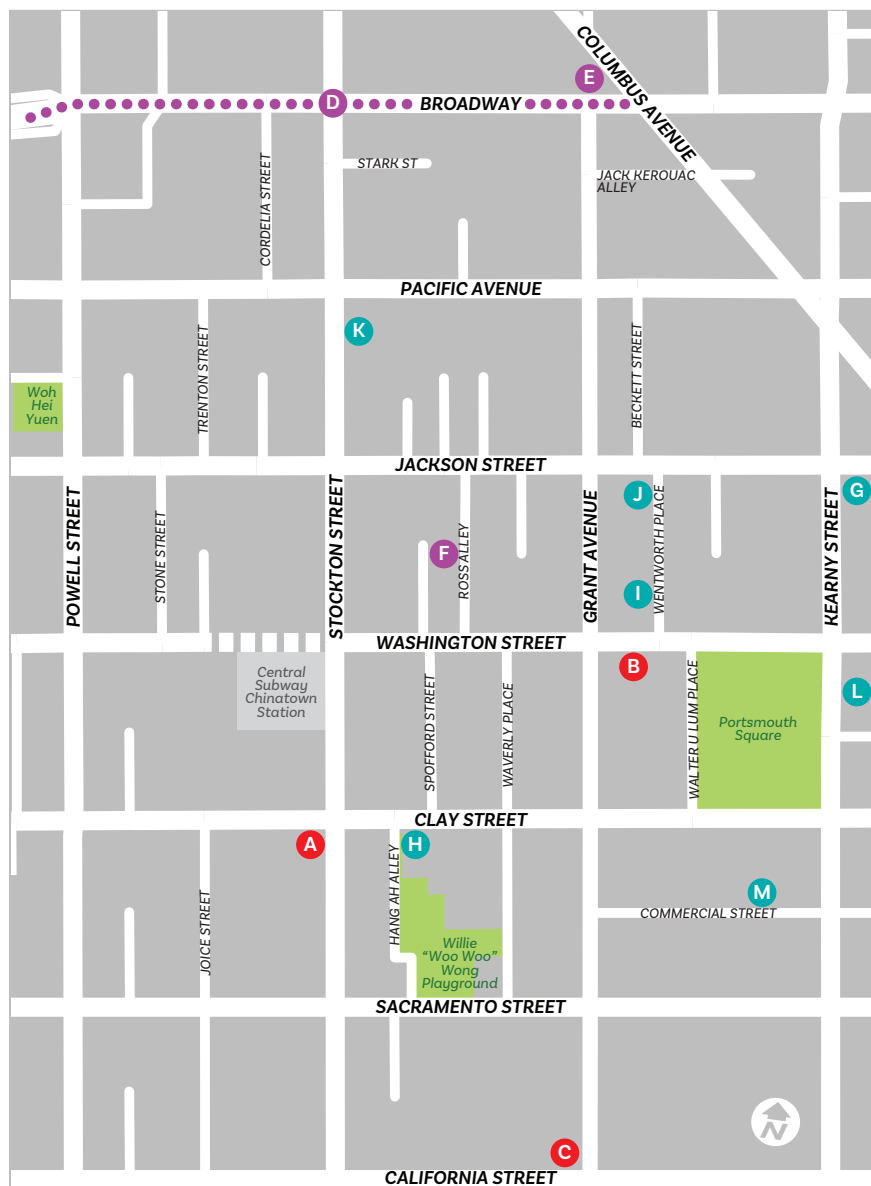 COLUMBUS AVENUE
E
D
BROADWAY
STARK ST
JACK KEROUAC
ALLEY
CORDELIA STREET
PACIFIC AVENUE
K
TRENTON STREET
BECKETT STREET
Woh
Hei
Yuen
JACKSON STREET
POWELL STREET
STONE STREET
STOCKTON STREET
F
ROSS ALLEY
GRANT AVENUE
J
I
WENTWORTH PLACE
KEARNY STREET
G
WASHINGTON STREET
Central
Subway
Chinatown
Station
SPOFFORD STREET
WAVERLY PLACE
B
WALTER U LUM PLACE
Portsmouth
Square
L
CLAY STREET
A
H
JOICE STREET
HANG AH ALLEY
M
COMMERCIAL STREET
Willie
“Woo Woo”
Wong
Playground
SACRAMENTO STREET
N
C
CALIFORNIA STREET